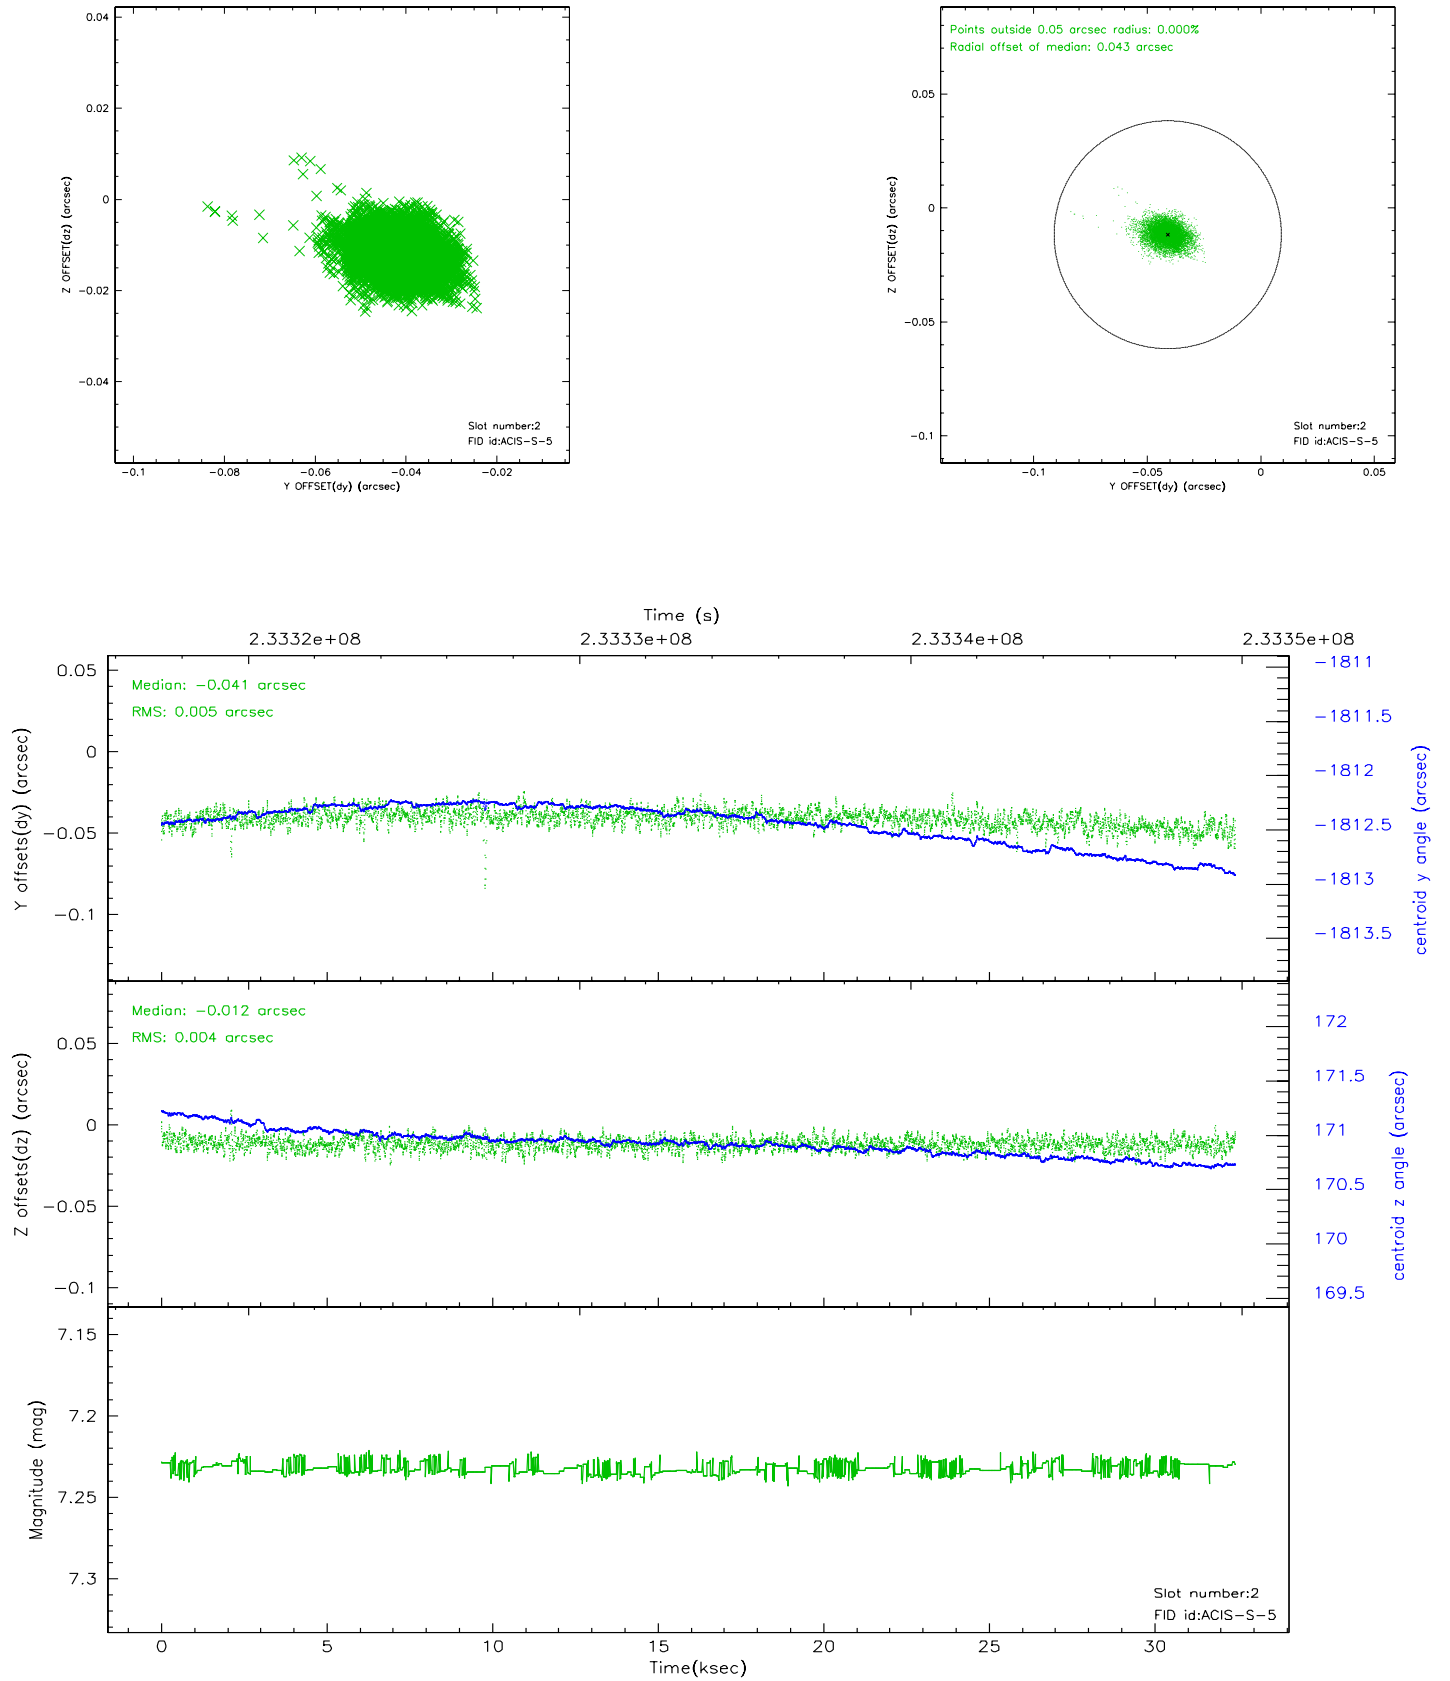 0.04
0.02
0
−0.02
−0.04
Z OFFSET(dz) (arcsec)
Slot number:2
FID id:ACIS−S−5
−0.1
−0.08
−0.06
−0.04
−0.02
Y OFFSET(dy) (arcsec)
Points outside 0.05 arcsec radius: 0.000%
Radial offset of median: 0.043 arcsec
0.05
0
−0.05
−0.1
Z OFFSET(dz) (arcsec)
Slot number:2
FID id:ACIS−S−5
−0.1
−0.05
0
0.05
Y OFFSET(dy) (arcsec)
Time (s)
2.3332e+08
2.3333e+08
2.3334e+08
2.3335e+08
0.05
0
−0.05
−0.1
Y offsets(dy) (arcsec)
Median: −0.041 arcsec
RMS: 0.005 arcsec
−1811
−1811.5
−1812
−1812.5
−1813
−1813.5
centroid y angle (arcsec)
0.05
0
−0.05
−0.1
Z offsets(dz) (arcsec)
Median: −0.012 arcsec
RMS: 0.004 arcsec
172
171.5
171
170.5
170
169.5
centroid z angle (arcsec)
7.15
7.2
7.25
7.3
Magnitude (mag)
Slot number:2
FID id:ACIS−S−5
0
5
10
15
20
25
30
Time(ksec)